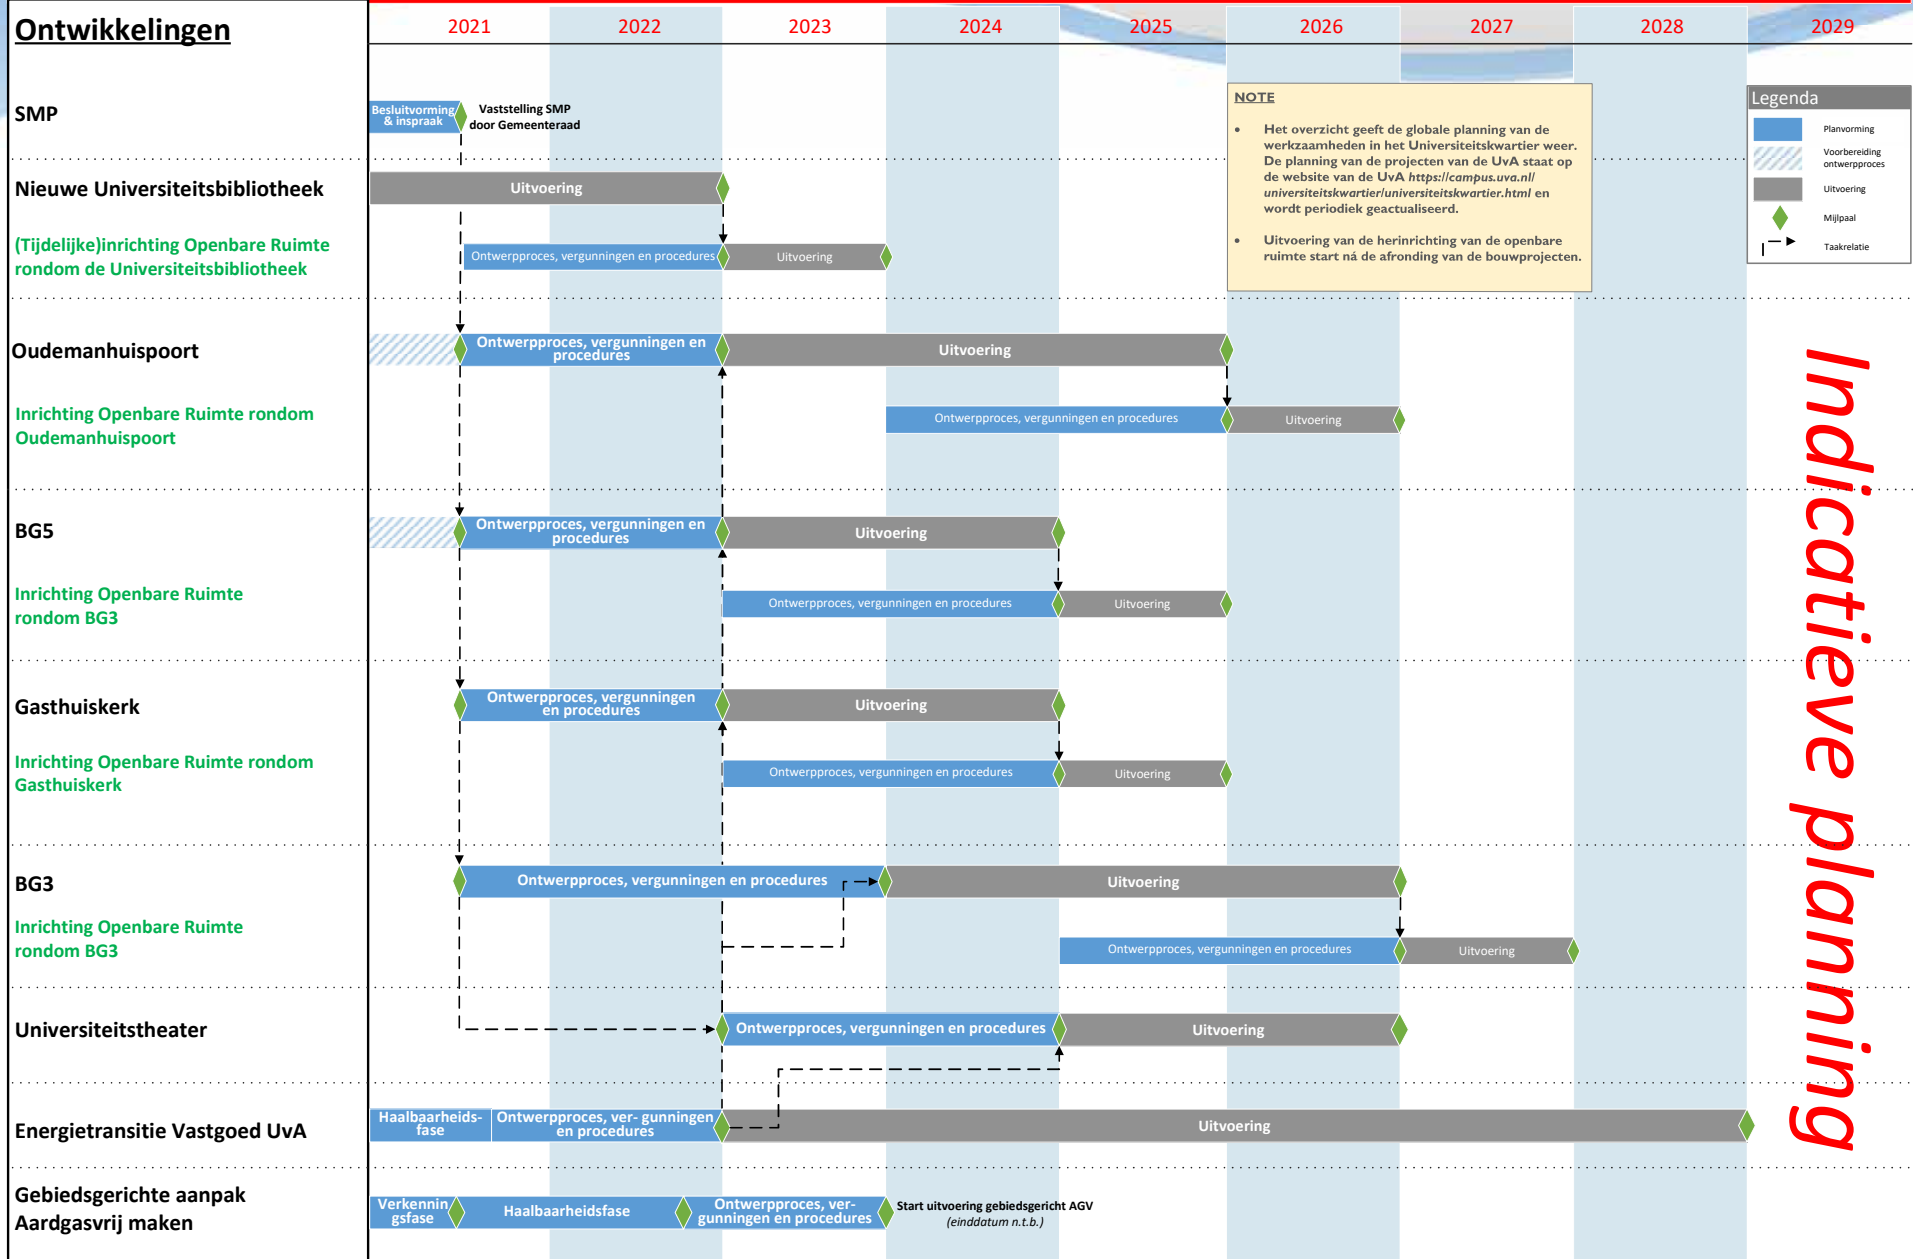 Ontwikkelingen
2021 2022 2023 2024 2025 2026 2027 2028 2029
SMP
Besluitvorming
& inspraak
Vaststelling SMP
door Gemeenteraad
NOTE
• Het overzicht geeft de globale planning van de
werkzaamheden in het Universiteitskwartier weer.
De planning van de projecten van de UvA staat op
de website van de UvA https://campus.uva.nl/
universiteitskwartier/universiteitskwartier.html en
wordt periodiek geactualiseerd.
• Uitvoering van de herinrichting van de openbare
ruimte start ná de afronding van de bouwprojecten.
Legenda
Planvorming
Voorbereiding
ontwerpproces
Uitvoering
Mijlpaal
Taakrelatie
Nieuwe Universiteitsbibliotheek
Uitvoering
(Tijdelijke)inrichting Openbare Ruimte
rondom de Universiteitsbibliotheek
Ontwerpproces, vergunningen en procedures
Uitvoering
Oudemanhuispoort
Ontwerpproces, vergunningen en
procedures
Uitvoering
Inrichting Openbare Ruimte rondom
Oudemanhuispoort
Ontwerpproces, vergunningen en procedures
Uitvoering
BG5
Ontwerpproces, vergunningen en
procedures
Uitvoering
Inrichting Openbare Ruimte
rondom BG3
Ontwerpproces, vergunningen en procedures
Uitvoering
Gasthuiskerk
Ontwerpproces, vergunningen
en procedures
Uitvoering
Inrichting Openbare Ruimte rondom
Gasthuiskerk
Ontwerpproces, vergunningen en procedures
Uitvoering
BG3
Ontwerpproces, vergunningen en procedures
Uitvoering
Inrichting Openbare Ruimte
rondom BG3
Ontwerpproces, vergunningen en procedures
Uitvoering
Universiteitstheater
Ontwerpproces, vergunningen en procedures
Uitvoering
Energietransitie Vastgoed UvA
Haalbaarheids-
fase
Ontwerpproces, ver- gunningen
en procedures
Uitvoering
Gebiedsgerichte aanpak
Aardgasvrij maken
Verkennin
gsfase
Haalbaarheidsfase
Ontwerpproces, ver-
gunningen en procedures
Start uitvoering gebiedsgericht AGV
(einddatum n.t.b.)
Indicatieve planning